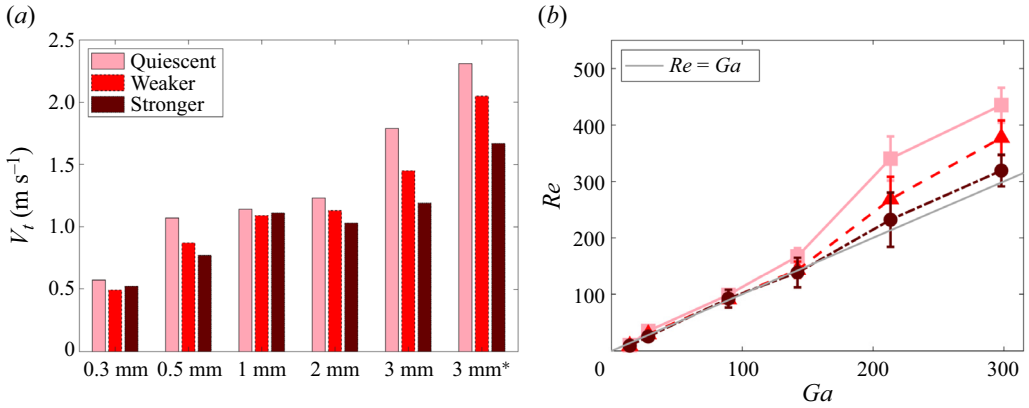 (a)
2.5
2.0
1.5
1.0
0.5
0
V_t (m s⁻¹)
Quiescent
Weaker
Stronger
0.3 mm 0.5 mm 1 mm 2 mm 3 mm 3 mm*
(b)
500
400
300
200
100
Re
Re = Ga
0 100 200 300
Ga